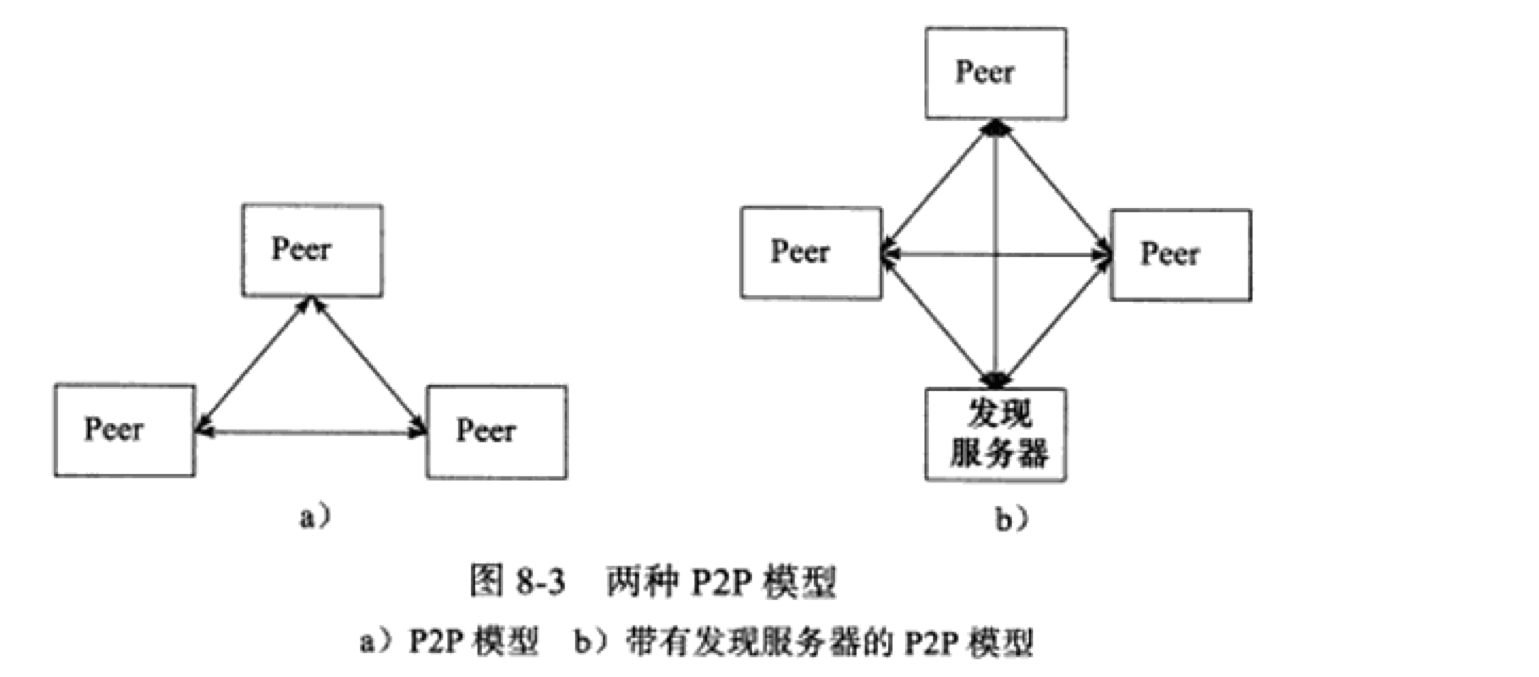 Peer
Peer
Peer
a）
Peer
Peer
Peer
发现
服务器
b）
图 8-3 两种 P2P 模型
a）P2P 模型 b）带有发现服务器的 P2P 模型